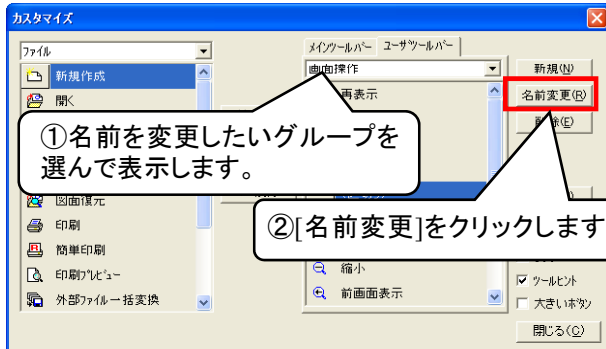 カスタマイズ
ファイル
メインツールバー ユーザツールバー
新規作成
画面操作
新規(N)
開く
再表示
名前変更(R)
①名前を変更したいグループを
選んで表示します。
図面復元
②[名前変更]をクリックします
印刷
簡単印刷
縮小
印刷プレビュー
ツールヒント
外部ファイル一括変換
前画面表示
大きいボタン
閉じる(C)